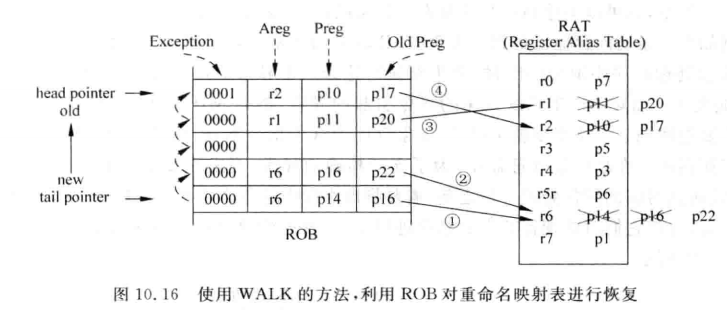 RAT
(Register Alias Table)
Exception Areg Preg Old Preg
head pointer
old
new
tail pointer
0001 r2 p10 p17
0000 r1 p11 p20
0000
0000 r6 p16 p22
0000 r6 p14 p16
ROB
④
③
②
①
r0 p7
r1 p11 p20
r2 p10 p17
r3 p5
r4 p3
r5r p6
r6 p14 p16 p22
r7 p1
图 10.16 使用 WALK 的方法,利用 ROB 对重命名映射表进行恢复